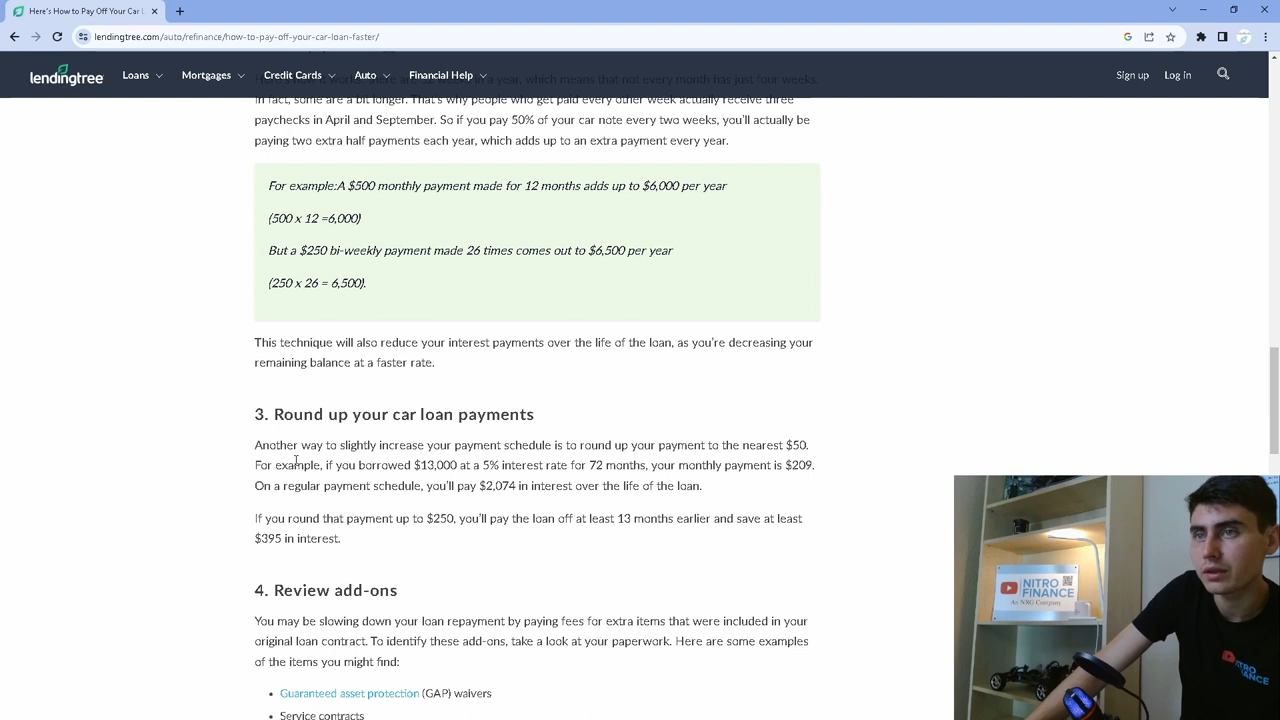 Here's How to Pay Off Your Car L
lendingtree.com/auto/refinance/how-to-pay-off-your-car-loan-faster/
lendingtree
Loans
Mortgages
Credit Cards
Auto
Financial Help
Sign up
Log in
a year, which means that not every month has just four weeks.
In fact, some are a bit longer. That's why people who get paid every other week actually receive three
paychecks in April and September. So if you pay 50% of your car note every two weeks, you'll actually be
paying two extra half payments each year, which adds up to an extra payment every year.
For example:A $500 monthly payment made for 12 months adds up to $6,000 per year
(500 x 12 =6,000)
But a $250 bi-weekly payment made 26 times comes out to $6,500 per year
(250 x 26 = 6,500).
This technique will also reduce your interest payments over the life of the loan, as you're decreasing your
remaining balance at a faster rate.
3. Round up your car loan payments
Another way to slightly increase your payment schedule is to round up your payment to the nearest $50.
For example, if you borrowed $13,000 at a 5% interest rate for 72 months, your monthly payment is $209.
On a regular payment schedule, you'll pay $2,074 in interest over the life of the loan.
If you round that payment up to $250, you'll pay the loan off at least 13 months earlier and save at least
$395 in interest.
4. Review add-ons
You may be slowing down your loan repayment by paying fees for extra items that were included in your
original loan contract. To identify these add-ons, take a look at your paperwork. Here are some examples
of the items you might find:
• Guaranteed asset protection (GAP) waivers
• Service contracts
NITRO
FINANCE
An NRG Company
NITRO
FINANCE